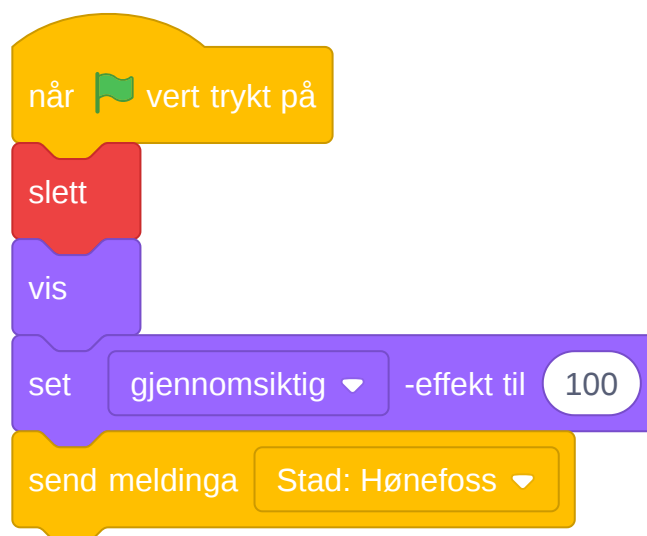 når vert trykt på
slett
vis
set gjennomsiktig -effekt til 100
send meldinga Stad: Hønefoss